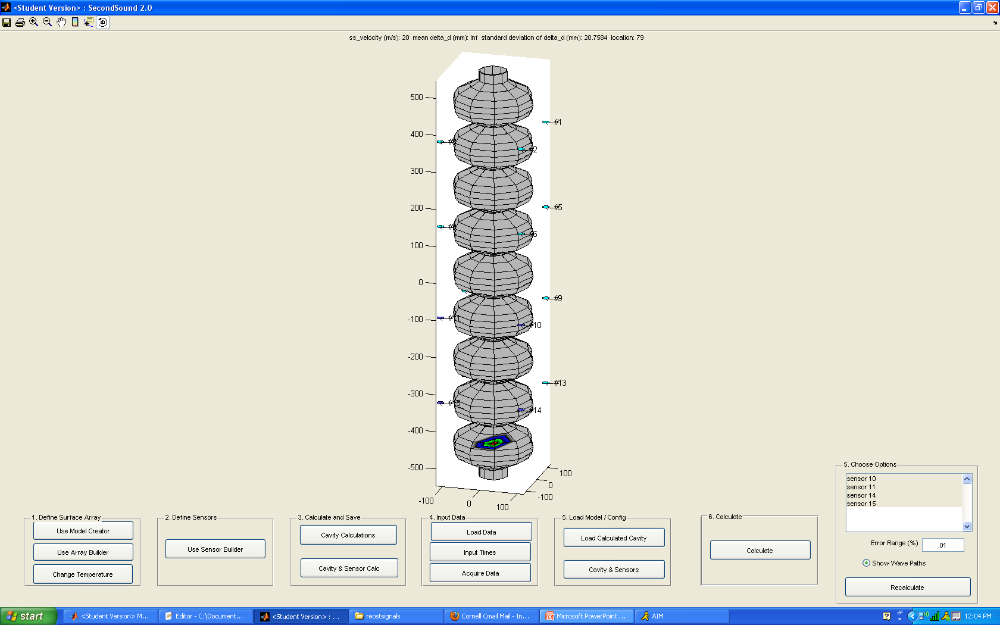 <Student Version> : SecondSound 2.0
ss_velocity (m/s): 20 mean delta_d (mm): Inf standard deviation of delta_d (mm): 20.7584 location: 79
500
400
300
200
100
0
-100
-200
-300
-400
-500
#1
#2
#5
#6
#9
#10
#13
#14
-100
0
100
-100
0
100
1. Define Surface Array
Use Model Creator
Use Array Builder
Change Temperature
2. Define Sensors
Use Sensor Builder
3. Calculate and Save
Cavity Calculations
Cavity & Sensor Calc
4. Input Data
Load Data
Input Times
Acquire Data
5. Load Model / Config
Load Calculated Cavity
Cavity & Sensors
6. Calculate
Calculate
5. Choose Options
sensor 10
sensor 11
sensor 14
sensor 15
Error Range (%) .01
Show Wave Paths
Recalculate
start
<Student Version> M...
Editor - C:\Document...
<Student Version> : ...
reostsignals
Cornell Cmail Mail - In...
Microsoft PowerPoint ...
AIM
12:04 PM